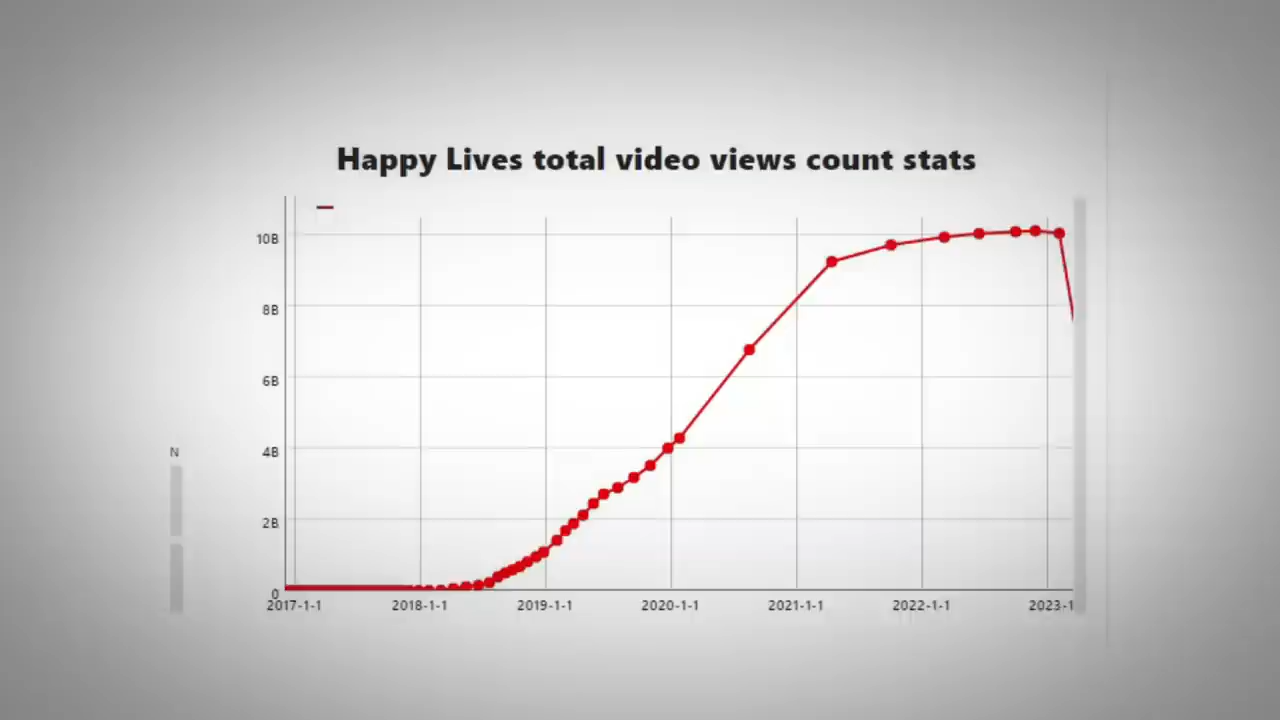 Happy Lives total video views count stats
10B
8B
6B
N
4B
2B
0
2017-1-1 2018-1-1 2019-1-1 2020-1-1 2021-1-1 2022-1-1 2023-1